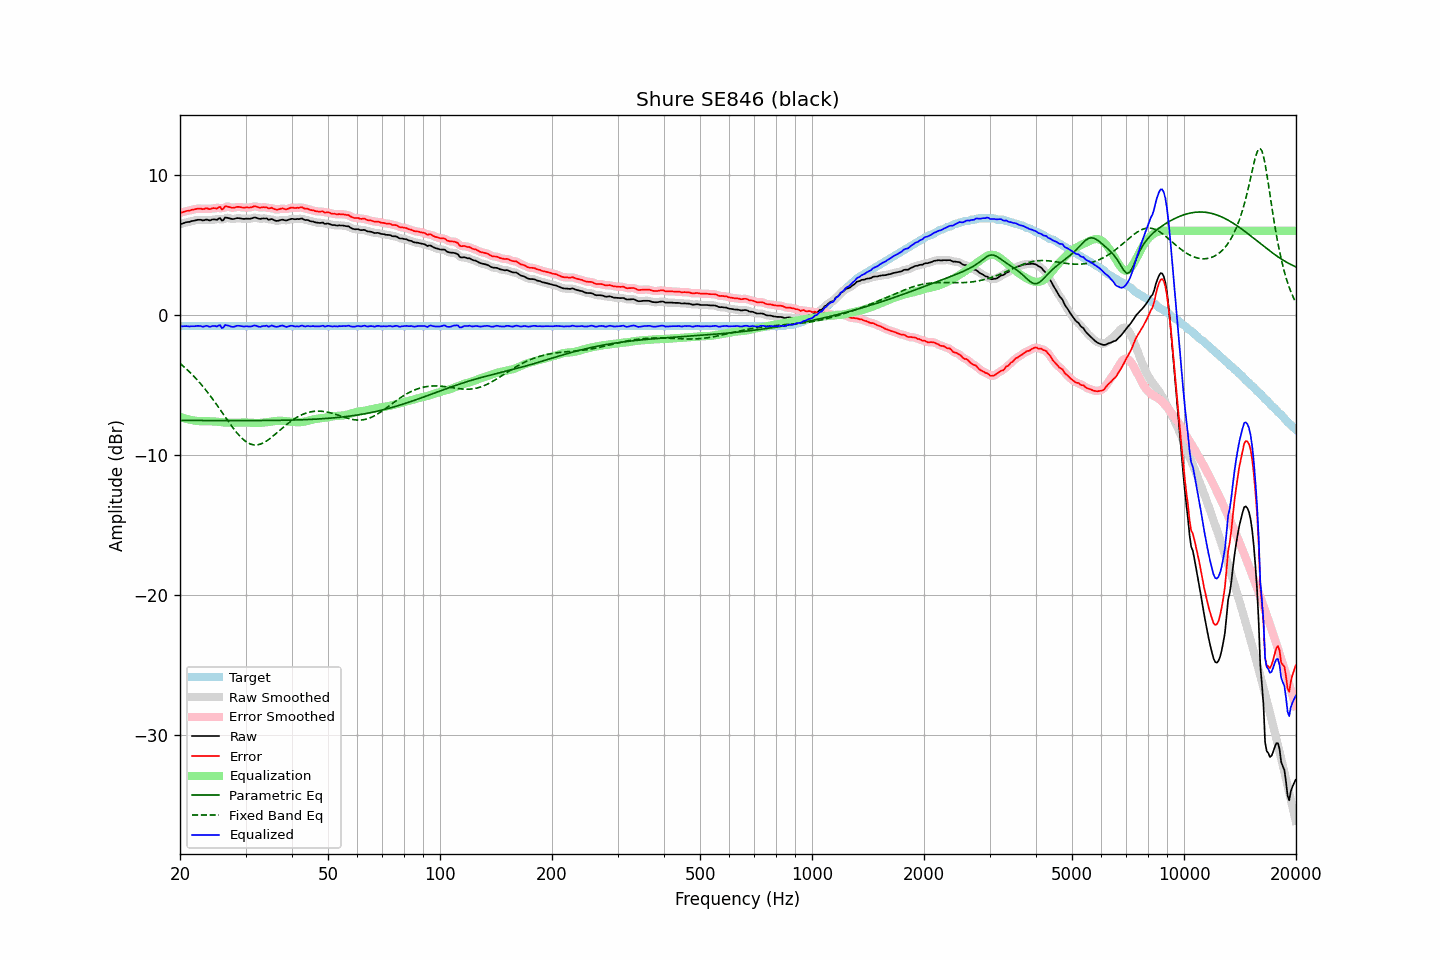 Shure SE846 (black)
10
0
−10
−20
−30
Amplitude (dBr)
Target
Raw Smoothed
Error Smoothed
Raw
Error
Equalization
Parametric Eq
Fixed Band Eq
Equalized
20 50 100 200 500 1000 2000 5000 10000 20000
Frequency (Hz)